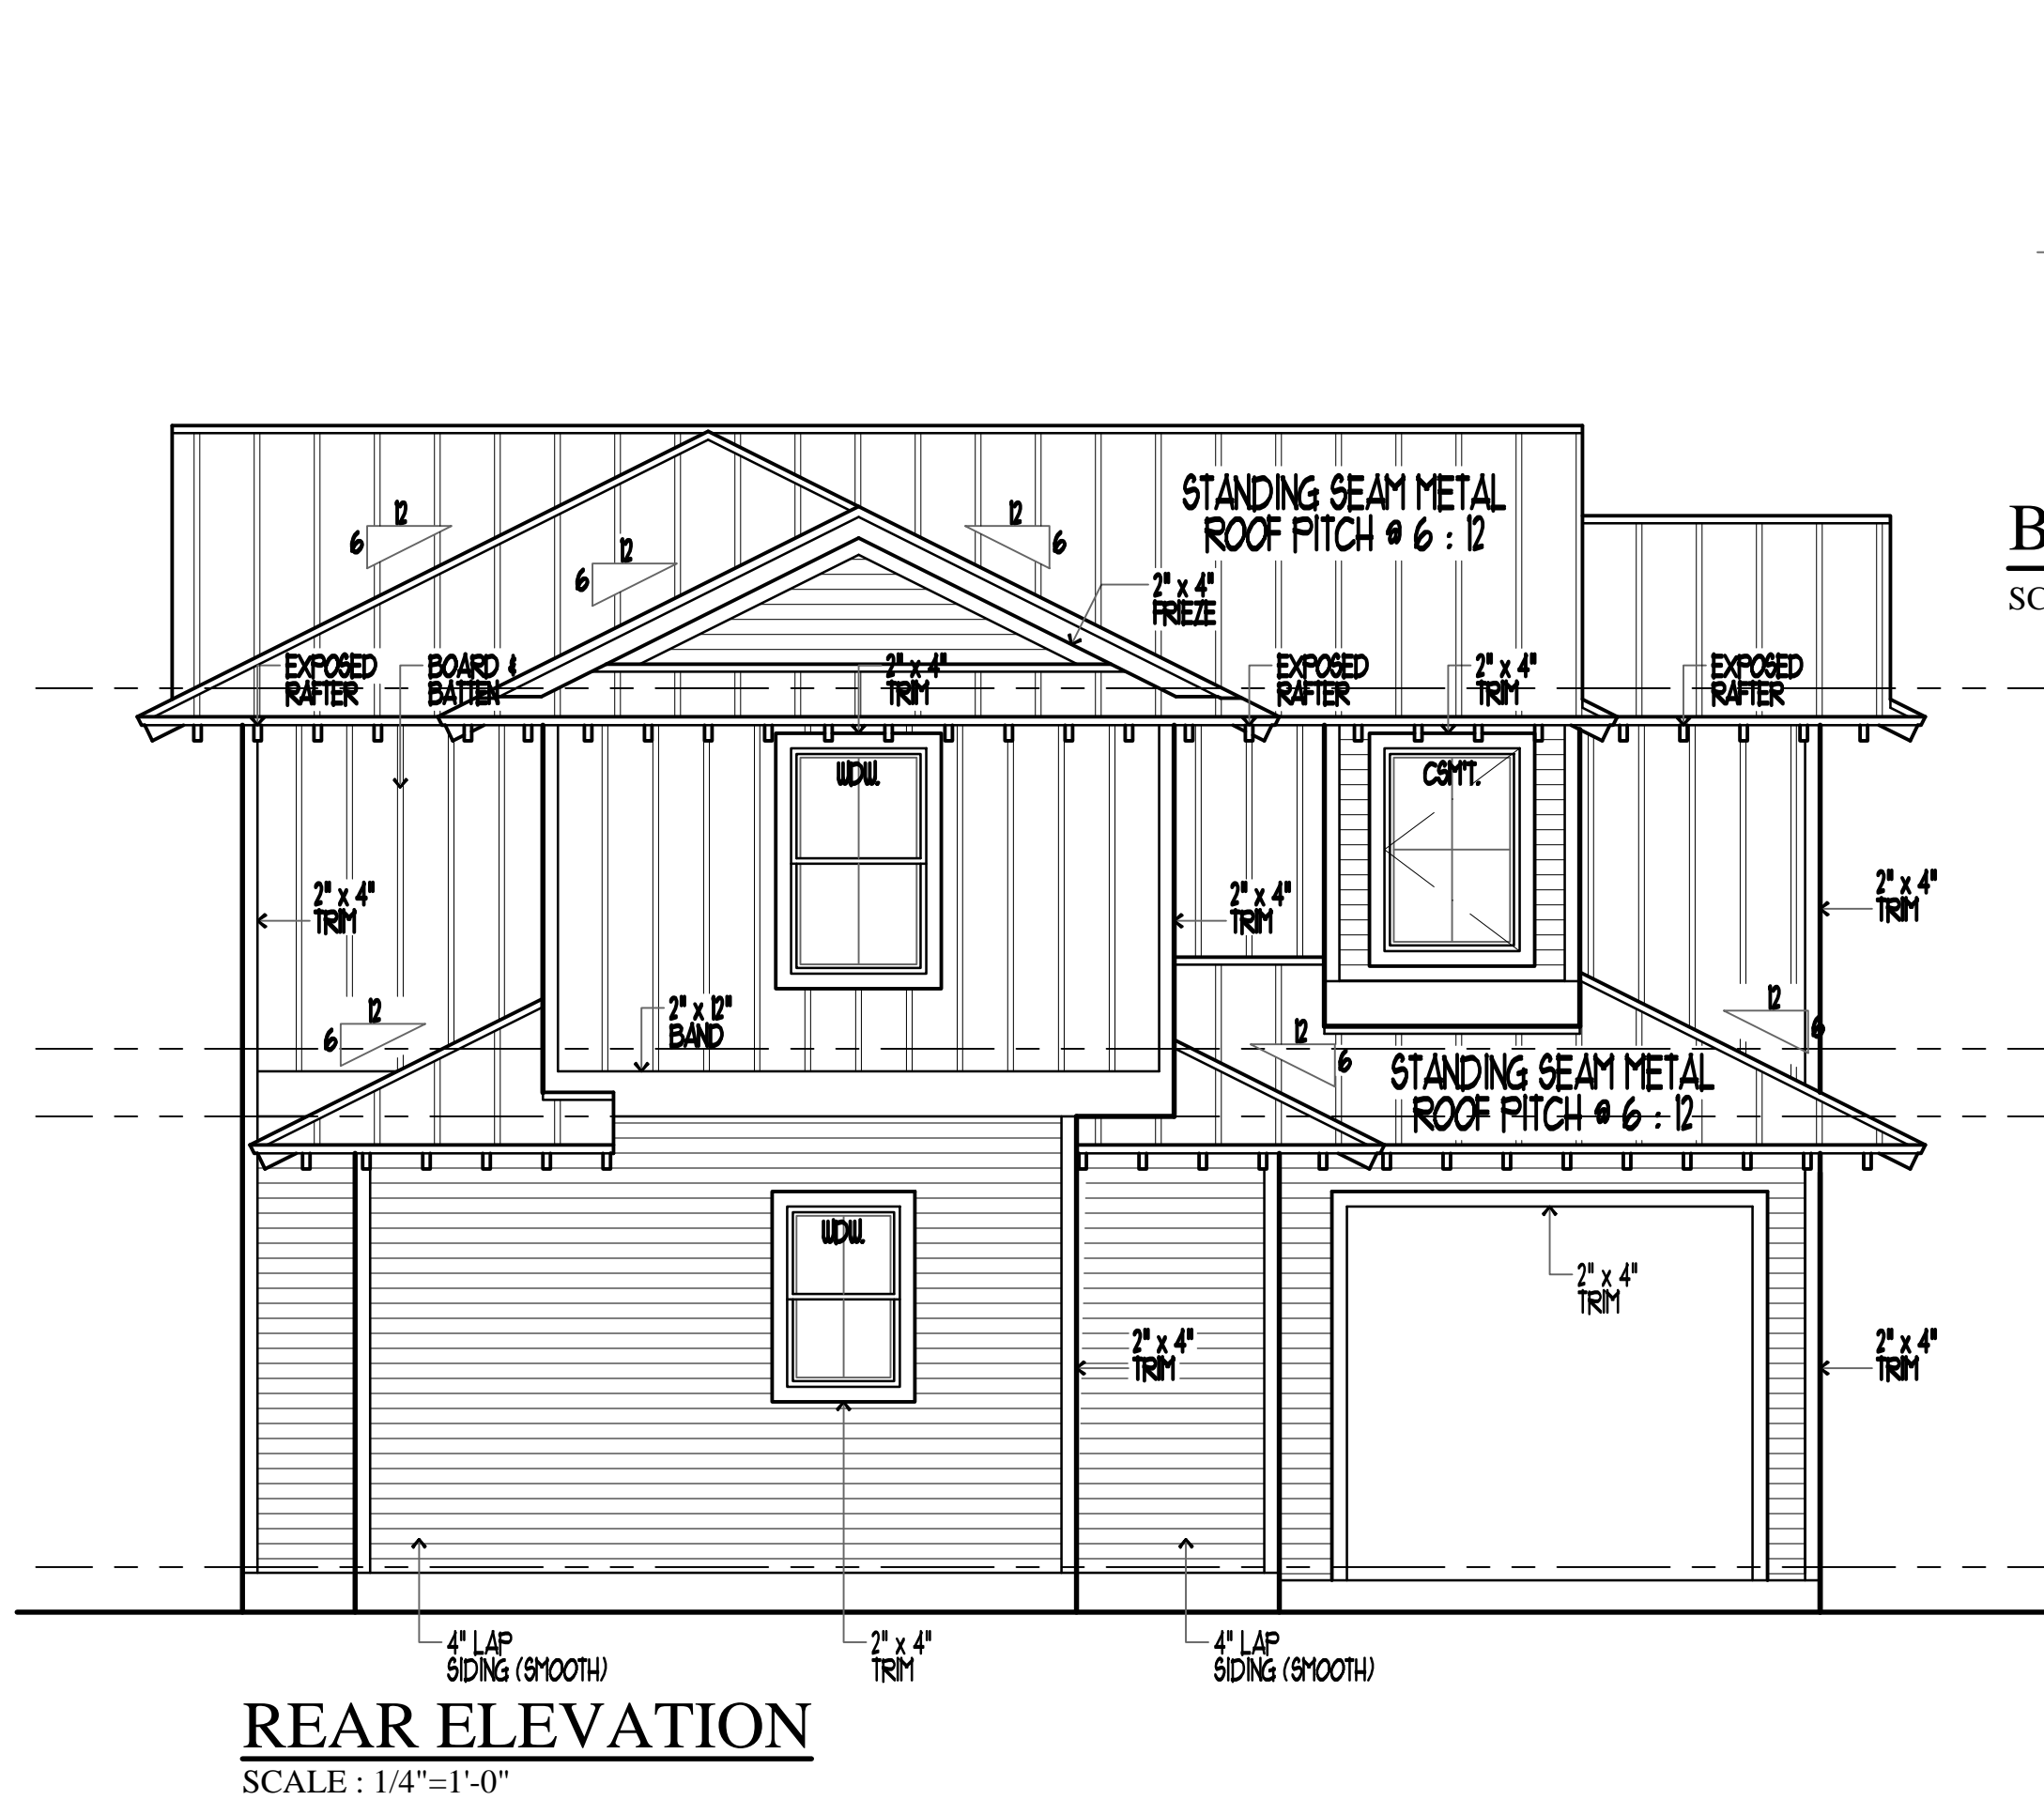 STANDING SEAM METAL
ROOF PITCH @ 6 : 12
12
6
12
6
12
6
2" x 4"
FRIEZE
EXPOSED
RAFTER
BOARD &
BATTEN
2" x 4"
TRIM
EXPOSED
RAFTER
2" x 4"
TRIM
EXPOSED
RAFTER
WDW.
CSM'T.
2" x 4"
TRIM
2" x 4"
TRIM
2" x 4"
TRIM
12
6
2" x 12"
BAND
12
6
12
6
STANDING SEAM METAL
ROOF PITCH @ 6 : 12
WDW.
2" x 4"
TRIM
2" x 4"
TRIM
2" x 4"
TRIM
4" LAP
SIDING (SMOOTH)
2" x 4"
TRIM
4" LAP
SIDING (SMOOTH)
REAR ELEVATION
SCALE : 1/4"=1'-0"
B
SC